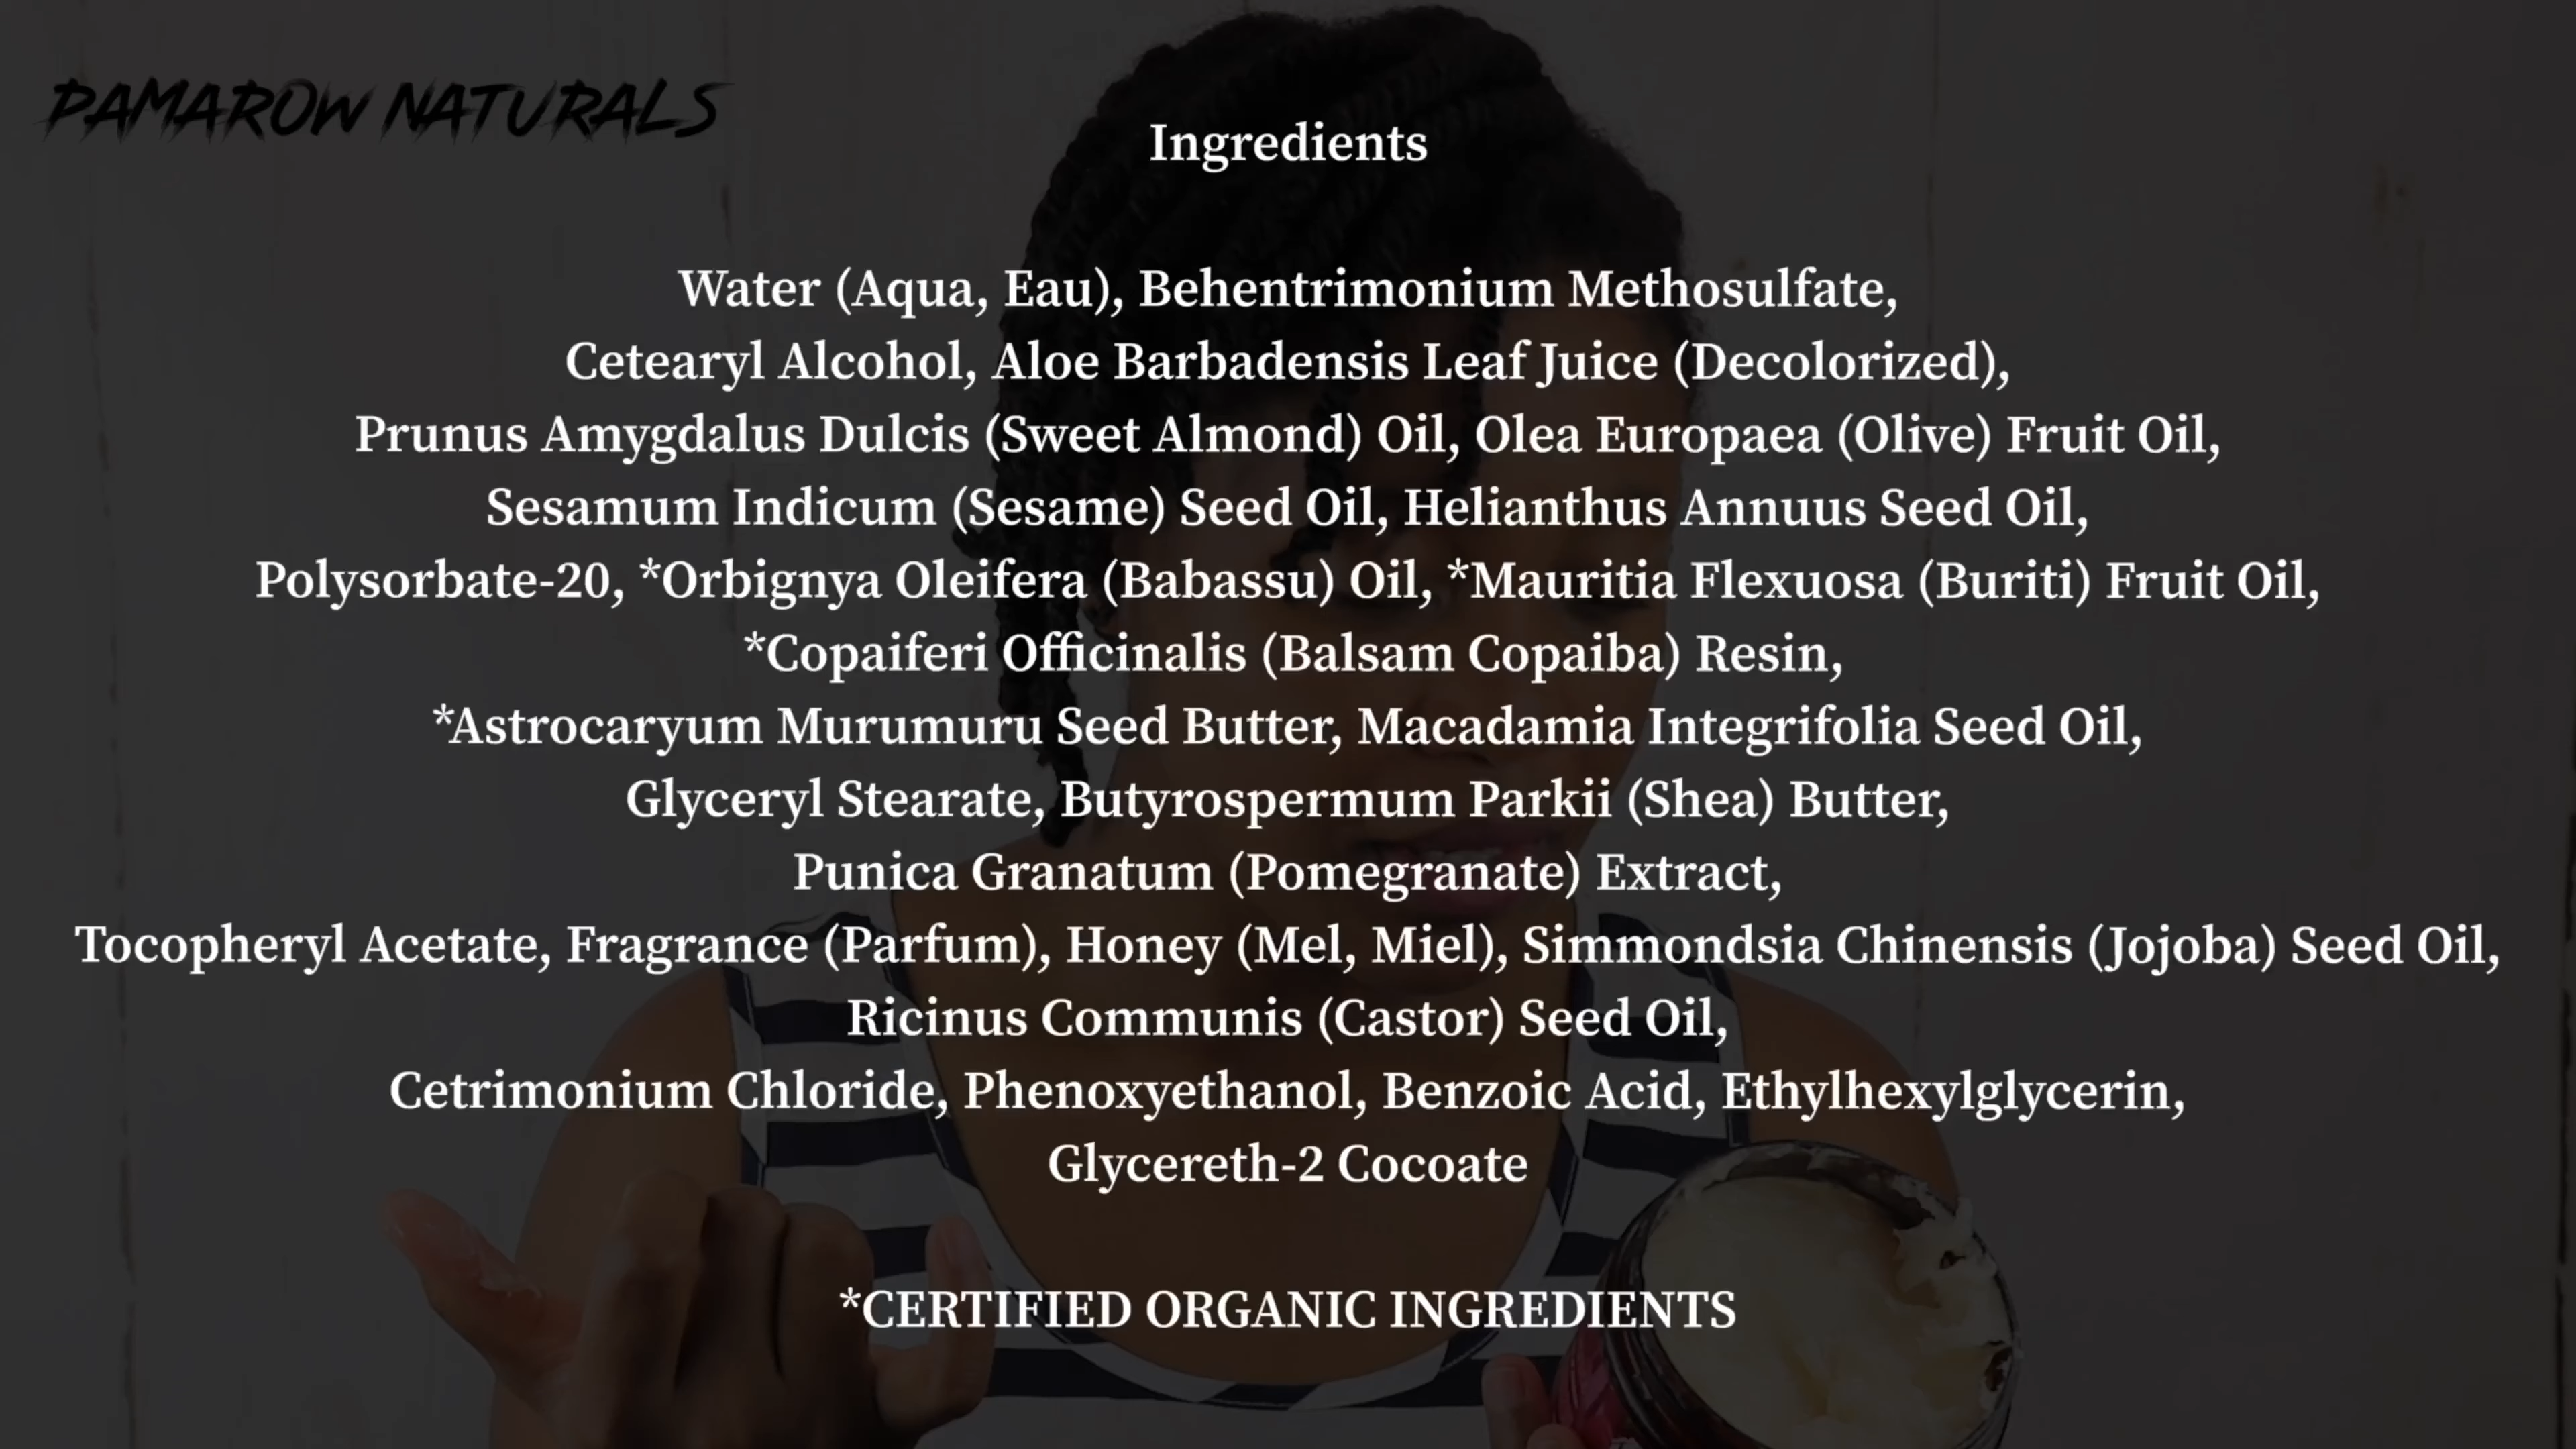 PAMAROW NATURALS
Ingredients
Water (Aqua, Eau), Behentrimonium Methosulfate,
Cetearyl Alcohol, Aloe Barbadensis Leaf Juice (Decolorized),
Prunus Amygdalus Dulcis (Sweet Almond) Oil, Olea Europaea (Olive) Fruit Oil,
Sesamum Indicum (Sesame) Seed Oil, Helianthus Annuus Seed Oil,
Polysorbate-20, *Orbignya Oleifera (Babassu) Oil, *Mauritia Flexuosa (Buriti) Fruit Oil,
*Copaiferi Officinalis (Balsam Copaiba) Resin,
*Astrocaryum Murumuru Seed Butter, Macadamia Integrifolia Seed Oil,
Glyceryl Stearate, Butyrospermum Parkii (Shea) Butter,
Punica Granatum (Pomegranate) Extract,
Tocopheryl Acetate, Fragrance (Parfum), Honey (Mel, Miel), Simmondsia Chinensis (Jojoba) Seed Oil,
Ricinus Communis (Castor) Seed Oil,
Cetrimonium Chloride, Phenoxyethanol, Benzoic Acid, Ethylhexylglycerin,
Glycereth-2 Cocoate
*CERTIFIED ORGANIC INGREDIENTS